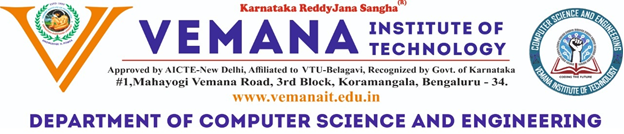 Karnataka ReddyJana Sangha(R)
VEMANA INSTITUTE OF TECHNOLOGY
Approved by AICTE-New Delhi, Affiliated to VTU-Belagavi, Recognized by Govt. of Karnataka
#1,Mahayogi Vemana Road, 3rd Block, Koramangala, Bengaluru - 34.
www.vemanait.edu.in
COMPUTER SCIENCE AND ENGINEERING
VEMANA INSTITUTE OF TECHNOLOGY
DEPARTMENT OF COMPUTER SCIENCE AND ENGINEERING